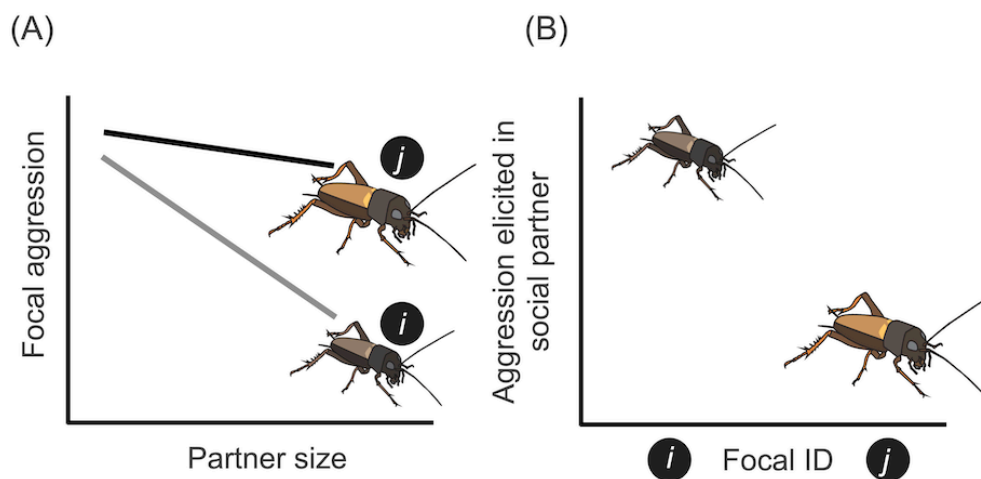 (A)
Focal aggression
j
i
Partner size
(B)
Aggression elicited in
social partner
i Focal ID j